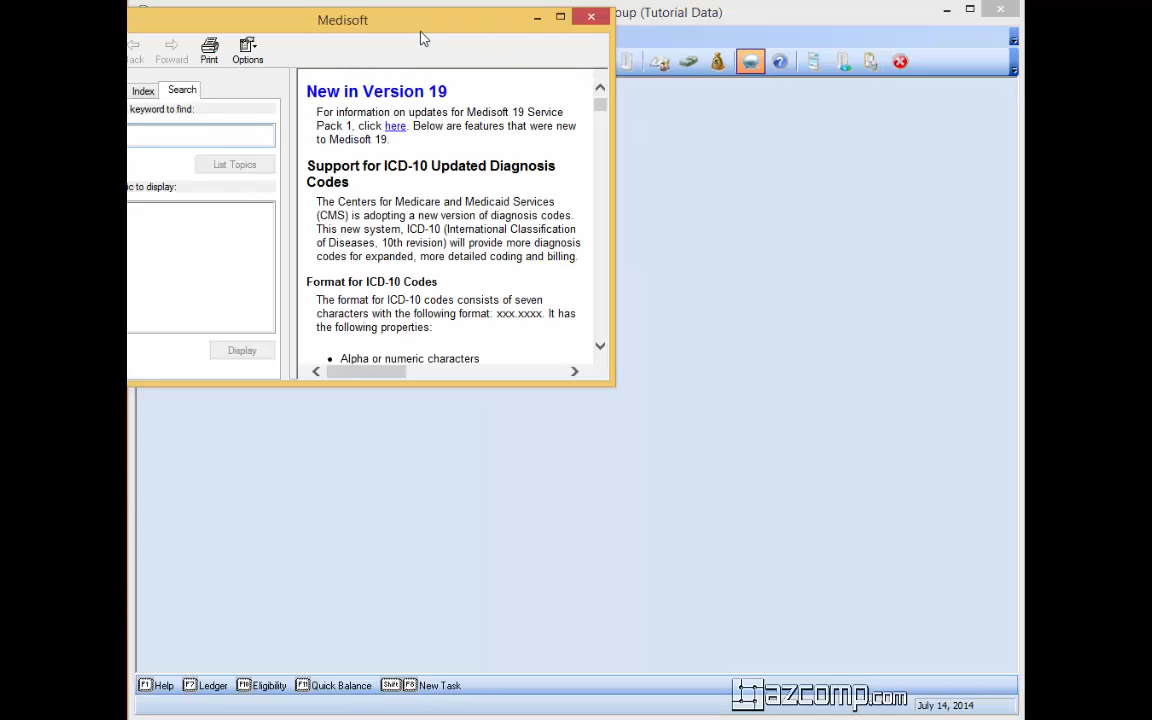 Medisoft
oup (Tutorial Data)
ack Forward Print Options
Index Search
keyword to find:
List Topics
ic to display:
Display
New in Version 19
For information on updates for Medisoft 19 Service
Pack 1, click here. Below are features that were new
to Medisoft 19.
Support for ICD-10 Updated Diagnosis
Codes
The Centers for Medicare and Medicaid Services
(CMS) is adopting a new version of diagnosis codes.
This new system, ICD-10 (International Classification
of Diseases, 10th revision) will provide more diagnosis
codes for expanded, more detailed coding and billing.
Format for ICD-10 Codes
The format for ICD-10 codes consists of seven
characters with the following format: xxx.xxxx. It has
the following properties:
• Alpha or numeric characters
F1 Help F7 Ledger F10 Eligibility F11 Quick Balance Shift F8 New Task
azcomp.com
July 14, 2014